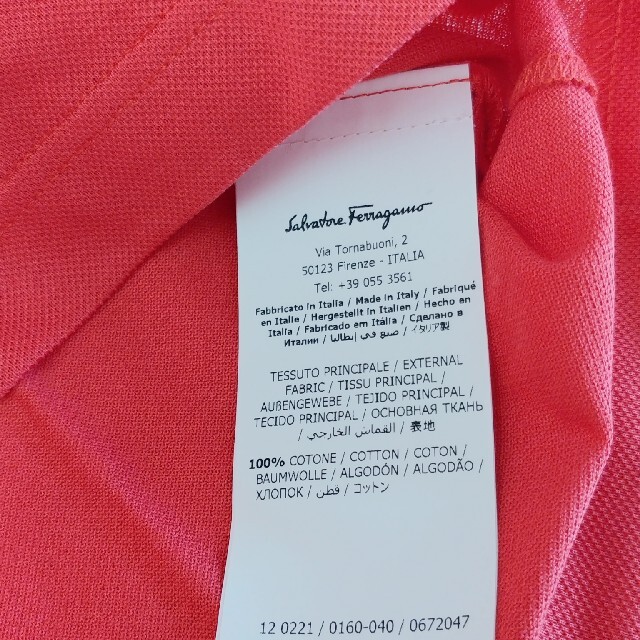 Salvatore Ferragamo
Via Tornabuoni, 2
50123 Firenze - ITALIA
Tel: +39 055 3561
Fabbricato in Italia / Made in Italy / Fabriqué
en Italie / Hergestellt in Italien / Hecho en
Italia / Fabricado em Itália / Сделано в
Италии / صنع في إيطاليا / イタリア製
TESSUTO PRINCIPALE / EXTERNAL
FABRIC / TISSU PRINCIPAL /
AUßENGEWEBE / TEJIDO PRINCIPAL /
TECIDO PRINCIPAL / ОСНОВНАЯ ТКАНЬ
/ القماش الخارجي / 表地
100% COTONE / COTTON / COTON /
BAUMWOLLE / ALGODÓN / ALGODÃO /
ХЛОПОК / قطن / コットン
12 0221 / 0160-040 / 0672047